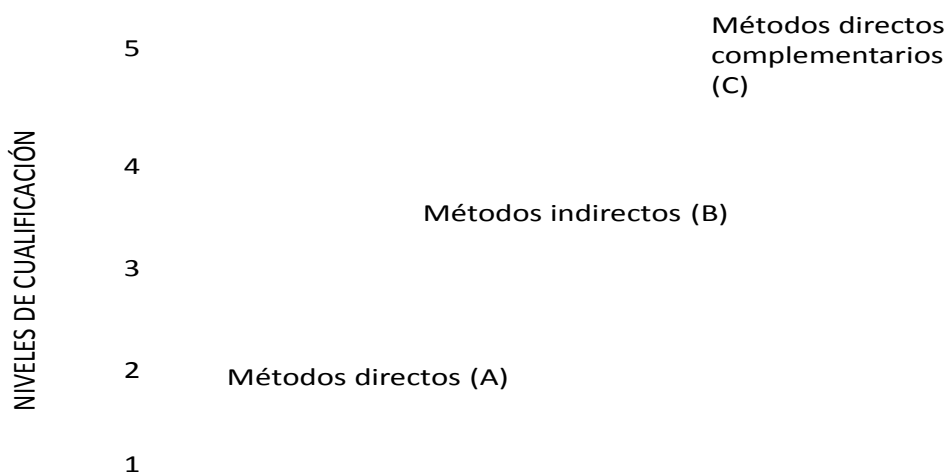 Métodos directos
complementarios
(C)
5
4
Métodos indirectos (B)
3
2
Métodos directos (A)
1
NIVELES DE CUALIFICACIÓN